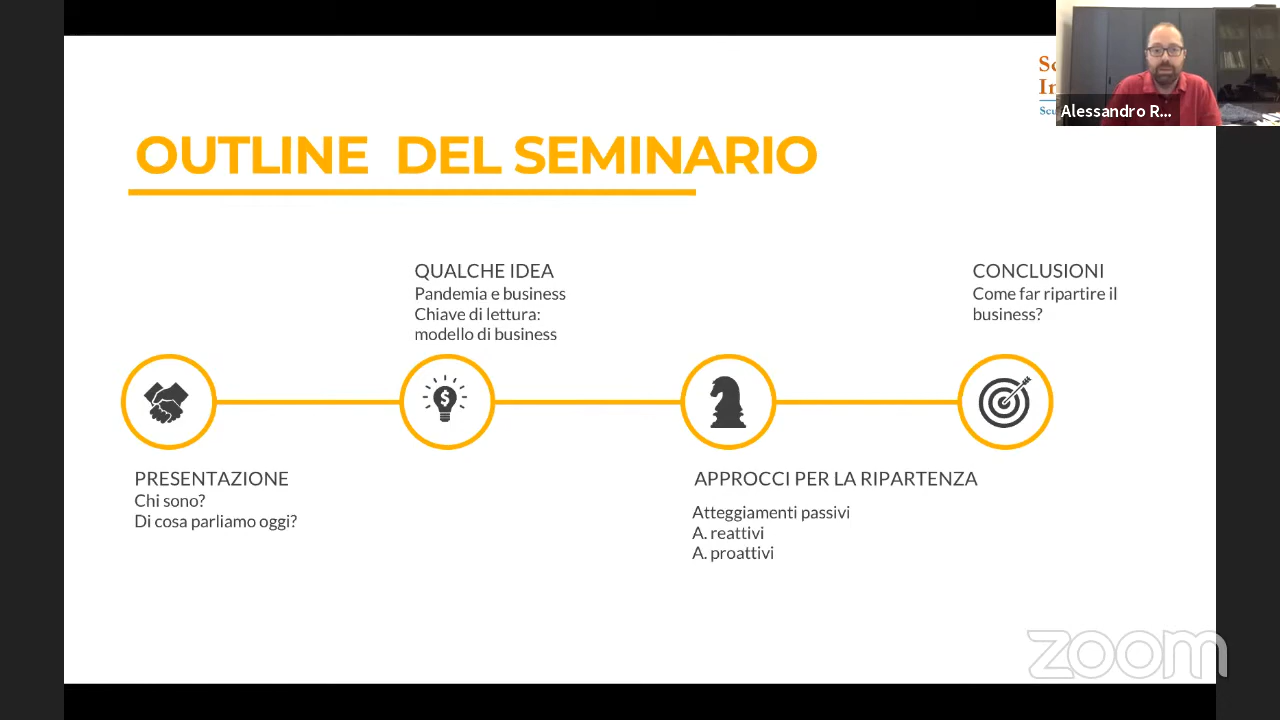 Alessandro R...
OUTLINE DEL SEMINARIO
QUALCHE IDEA
Pandemia e business
Chiave di lettura:
modello di business
CONCLUSIONI
Come far ripartire il
business?
$
PRESENTAZIONE
Chi sono?
Di cosa parliamo oggi?
APPROCCI PER LA RIPARTENZA
Atteggiamenti passivi
A. reattivi
A. proattivi
zoom